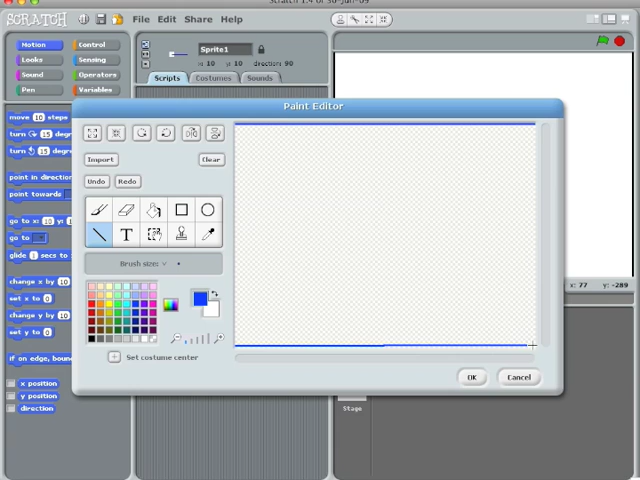 Scratch 1.4 of 30-Jun-09
SCRATCH File Edit Share Help
Motion Control
Looks Sensing
Sound Operators
Pen Variables
Sprite1
x: 10 y: 10 direction: 90
Scripts Costumes Sounds
Paint Editor
move 10 steps
turn 15 degr
turn 15 degr
point in direction
point towards
go to x: 10 y:
go to
glide 1 secs to
change x by 10
set x to 0
change y by 10
set y to 0
if on edge, boun
x position
y position
direction
Import Clear
Undo Redo
T
Brush size:
Set costume center
OK Cancel
x: 77 y: -289
Stage